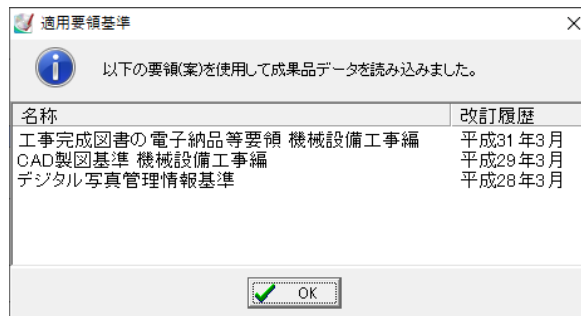 適用要領基準
以下の要領(案)を使用して成果品データを読み込みました。
名称 改訂履歴
工事完成図書の電子納品等要領 機械設備工事編 平成31年3月
CAD製図基準 機械設備工事編 平成29年3月
デジタル写真管理情報基準 平成28年3月
OK